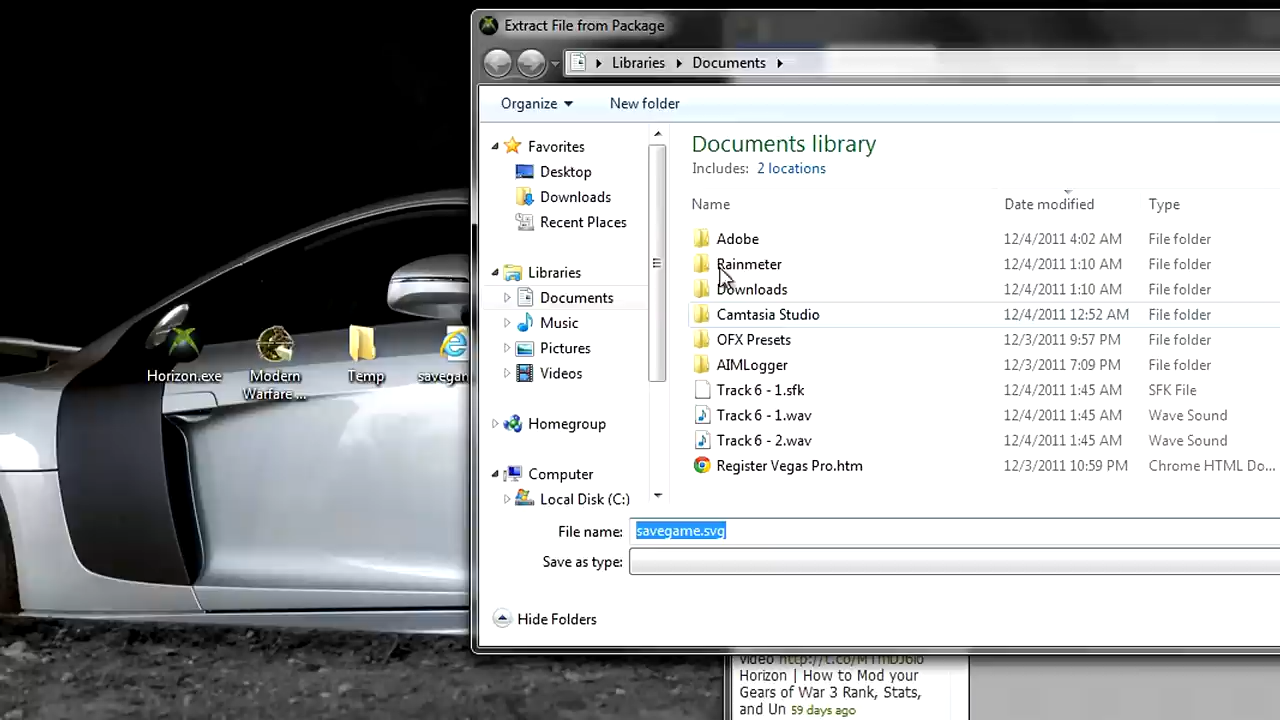 Extract File from Package
Libraries Documents
Organize New folder
Favorites
Desktop
Downloads
Recent Places
Libraries
Documents
Music
Pictures
Videos
Homegroup
Computer
Local Disk (C:)
Documents library
Includes: 2 locations
Name Date modified Type
Adobe 12/4/2011 4:02 AM File folder
Rainmeter 12/4/2011 1:10 AM File folder
Downloads 12/4/2011 1:10 AM File folder
Camtasia Studio 12/4/2011 12:52 AM File folder
OFX Presets 12/3/2011 9:57 PM File folder
AIMLogger 12/3/2011 7:09 PM File folder
Track 6 - 1.sfk 12/4/2011 1:45 AM SFK File
Track 6 - 1.wav 12/4/2011 1:45 AM Wave Sound
Track 6 - 2.wav 12/4/2011 1:45 AM Wave Sound
Register Vegas Pro.htm 12/3/2011 10:59 PM Chrome HTML Do...
File name: savegame.svg
Save as type:
Hide Folders
Horizon.exe
Modern
Warfare ...
Temp
savegam
video
Horizon | How to Mod your
Gears of War 3 Rank, Stats,
and Un 59 days ago